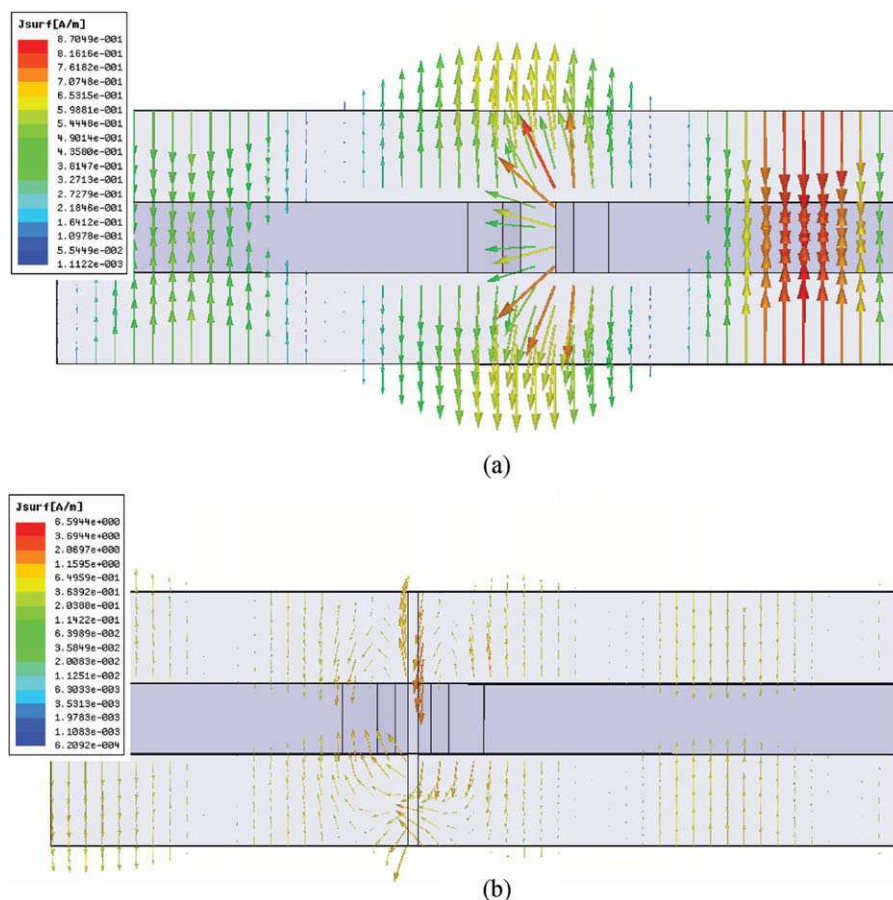 Jsurf[A/m]
8.7049e-001
8.1616e-001
7.6182e-001
7.0748e-001
6.5315e-001
5.9881e-001
5.4448e-001
4.9014e-001
4.3580e-001
3.8147e-001
3.2713e-001
2.7279e-001
2.1846e-001
1.6412e-001
1.0978e-001
5.5449e-002
1.1122e-003
(a)
Jsurf[A/m]
6.5944e+000
3.6944e+000
2.0697e+000
1.1595e+000
6.4959e-001
3.6392e-001
2.0388e-001
1.1422e-001
6.3989e-002
3.5849e-002
2.0083e-002
1.1251e-002
6.3033e-003
3.5313e-003
1.9783e-003
1.1083e-003
6.2092e-004
(b)